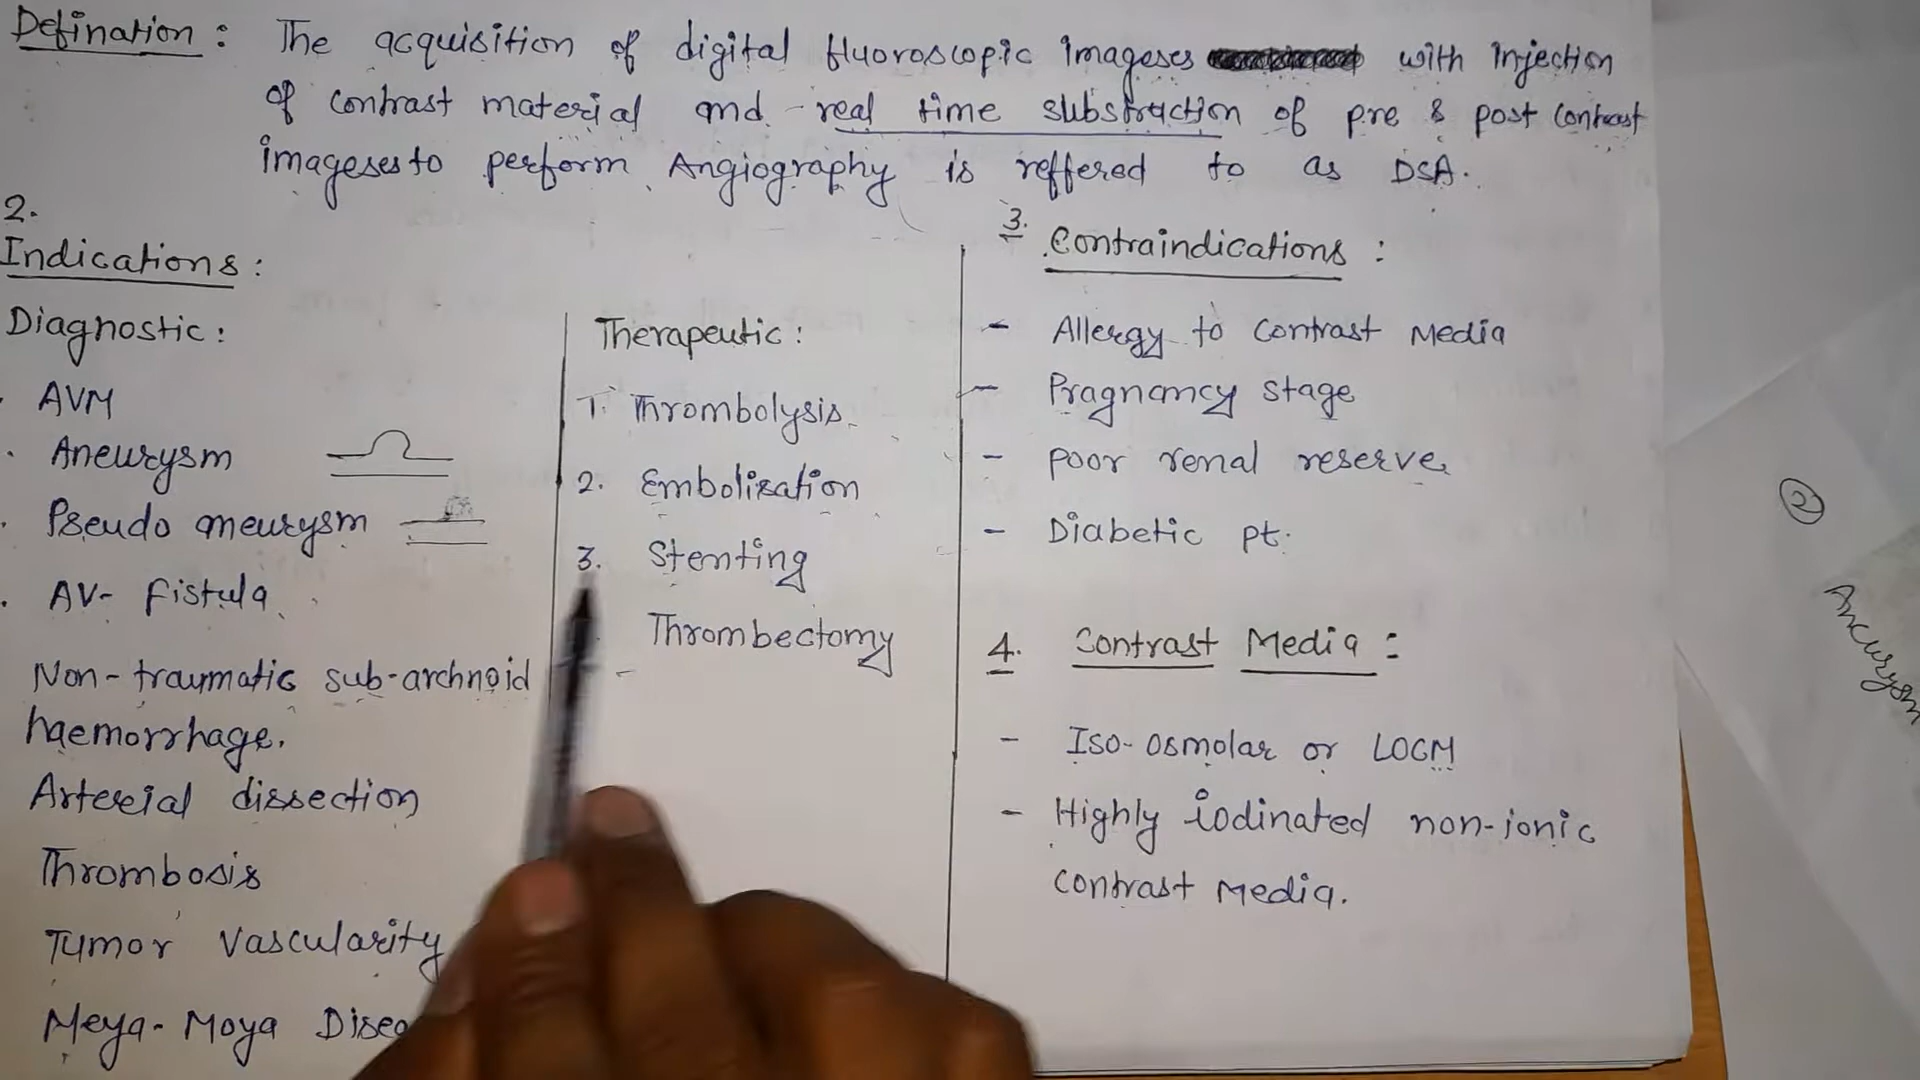 Defination : The acquisition of digital fluoroscopic imageses with injection
of contrast material and real time substraction of pre & post contrast
imageses to perform Angiography is reffered to as DSA.
2.
Indications :
Diagnostic :
. AVM
. Aneurysm
. Pseudo aneurysm
. AV- fistula
Non-traumatic sub-archnoid
haemorrhage.
Arterial dissection
Thrombosis
Tumor Vascularity
Meya-Moya
Therapeutic :
1. Thrombolysis
2. Embolization
3. Stenting
Thrombectomy
3. Contraindications :
- Allergy to contrast Media
- Pragnancy stage
- poor renal reserve
- Diabetic pt.
4. Contrast Media :
- Iso-osmolar or LOCM
- Highly iodinated non-ionic
contrast Media.
2
Aneurysm